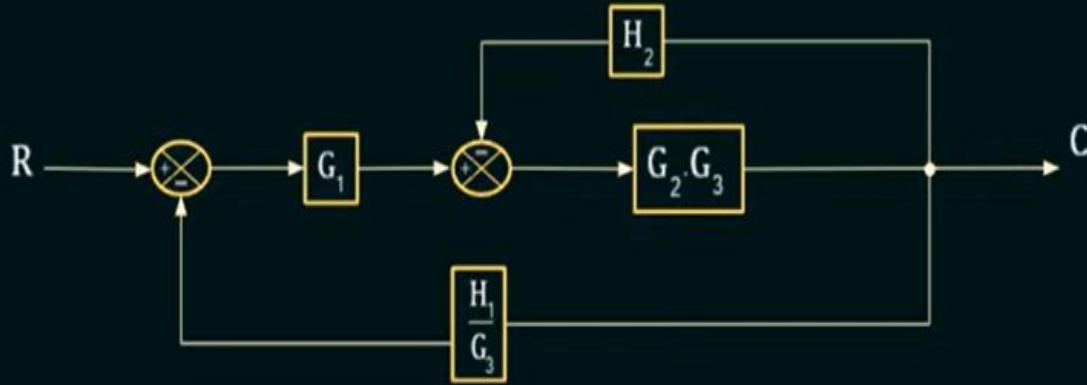 H₂
R
+
−
G₁
+
−
G₂.G₃
C
H₁
G₃